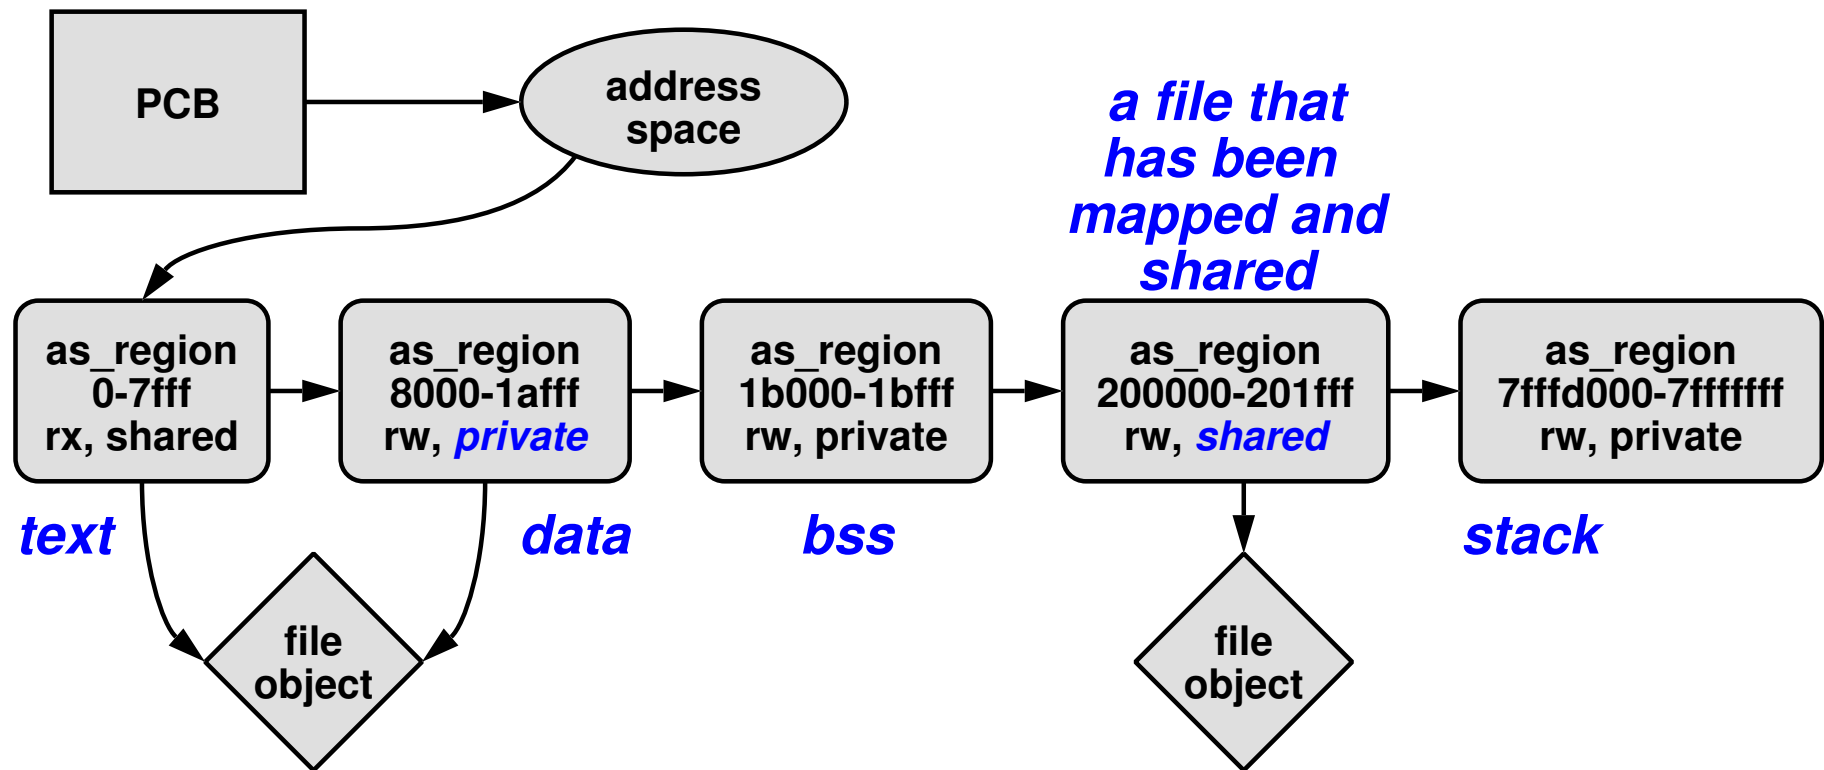 PCB
address
space
a file that
has been
mapped and
shared
as_region
0-7fff
rx, shared
as_region
8000-1afff
rw, private
as_region
1b000-1bfff
rw, private
as_region
200000-201fff
rw, shared
as_region
7fffd000-7fffffff
rw, private
text
data
bss
stack
file
object
file
object